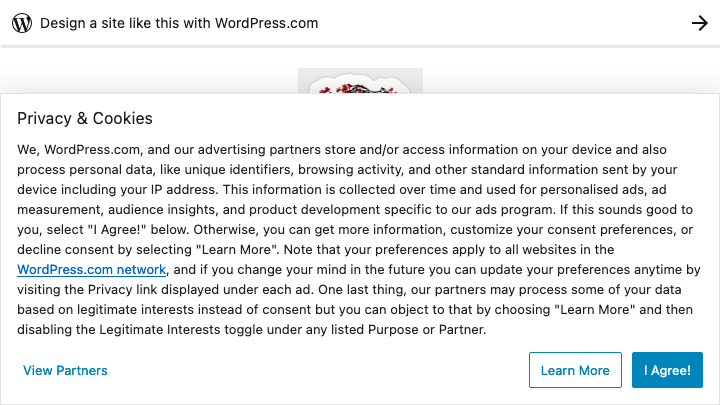 Design a site like this with WordPress.com
Privacy & Cookies
We, WordPress.com, and our advertising partners store and/or access information on your device and also
process personal data, like unique identifiers, browsing activity, and other standard information sent by your
device including your IP address. This information is collected over time and used for personalised ads, ad
measurement, audience insights, and product development specific to our ads program. If this sounds good to
you, select "I Agree!" below. Otherwise, you can get more information, customize your consent preferences, or
decline consent by selecting "Learn More". Note that your preferences apply to all websites in the
WordPress.com network, and if you change your mind in the future you can update your preferences anytime by
visiting the Privacy link displayed under each ad. One last thing, our partners may process some of your data
based on legitimate interests instead of consent but you can object to that by choosing "Learn More" and then
disabling the Legitimate Interests toggle under any listed Purpose or Partner.
View Partners
Learn More
I Agree!